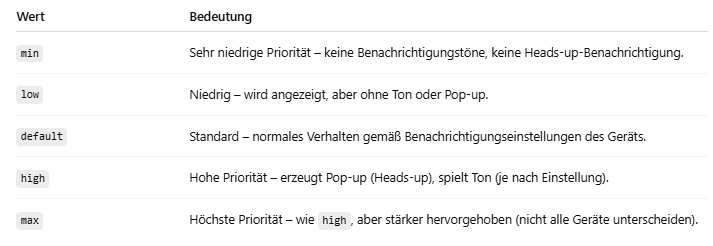 Wert Bedeutung
min Sehr niedrige Priorität – keine Benachrichtigungstöne, keine Heads-up-Benachrichtigung.
low Niedrig – wird angezeigt, aber ohne Ton oder Pop-up.
default Standard – normales Verhalten gemäß Benachrichtigungseinstellungen des Geräts.
high Hohe Priorität – erzeugt Pop-up (Heads-up), spielt Ton (je nach Einstellung).
max Höchste Priorität – wie high, aber stärker hervorgehoben (nicht alle Geräte unterscheiden).